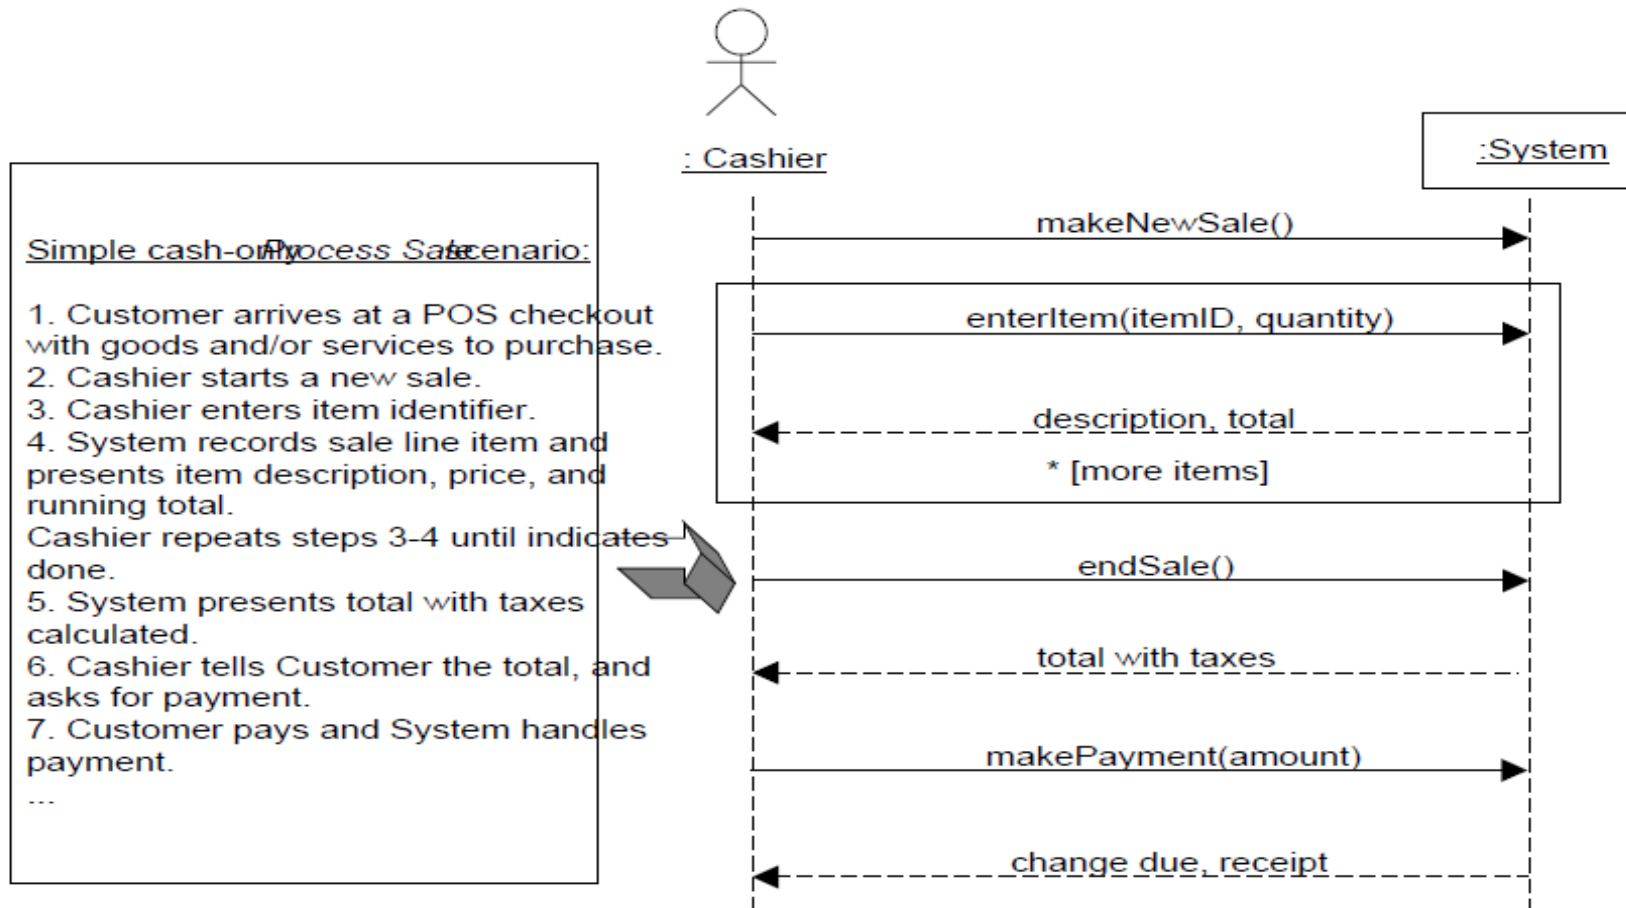 Simple cash-only Process Sale scenario:
1. Customer arrives at a POS checkout
with goods and/or services to purchase.
2. Cashier starts a new sale.
3. Cashier enters item identifier.
4. System records sale line item and
presents item description, price, and
running total.
Cashier repeats steps 3-4 until indicates
done.
5. System presents total with taxes
calculated.
6. Cashier tells Customer the total, and
asks for payment.
7. Customer pays and System handles
payment.
...
: Cashier
:System
makeNewSale()
enterItem(itemID, quantity)
description, total
* [more items]
endSale()
total with taxes
makePayment(amount)
change due, receipt